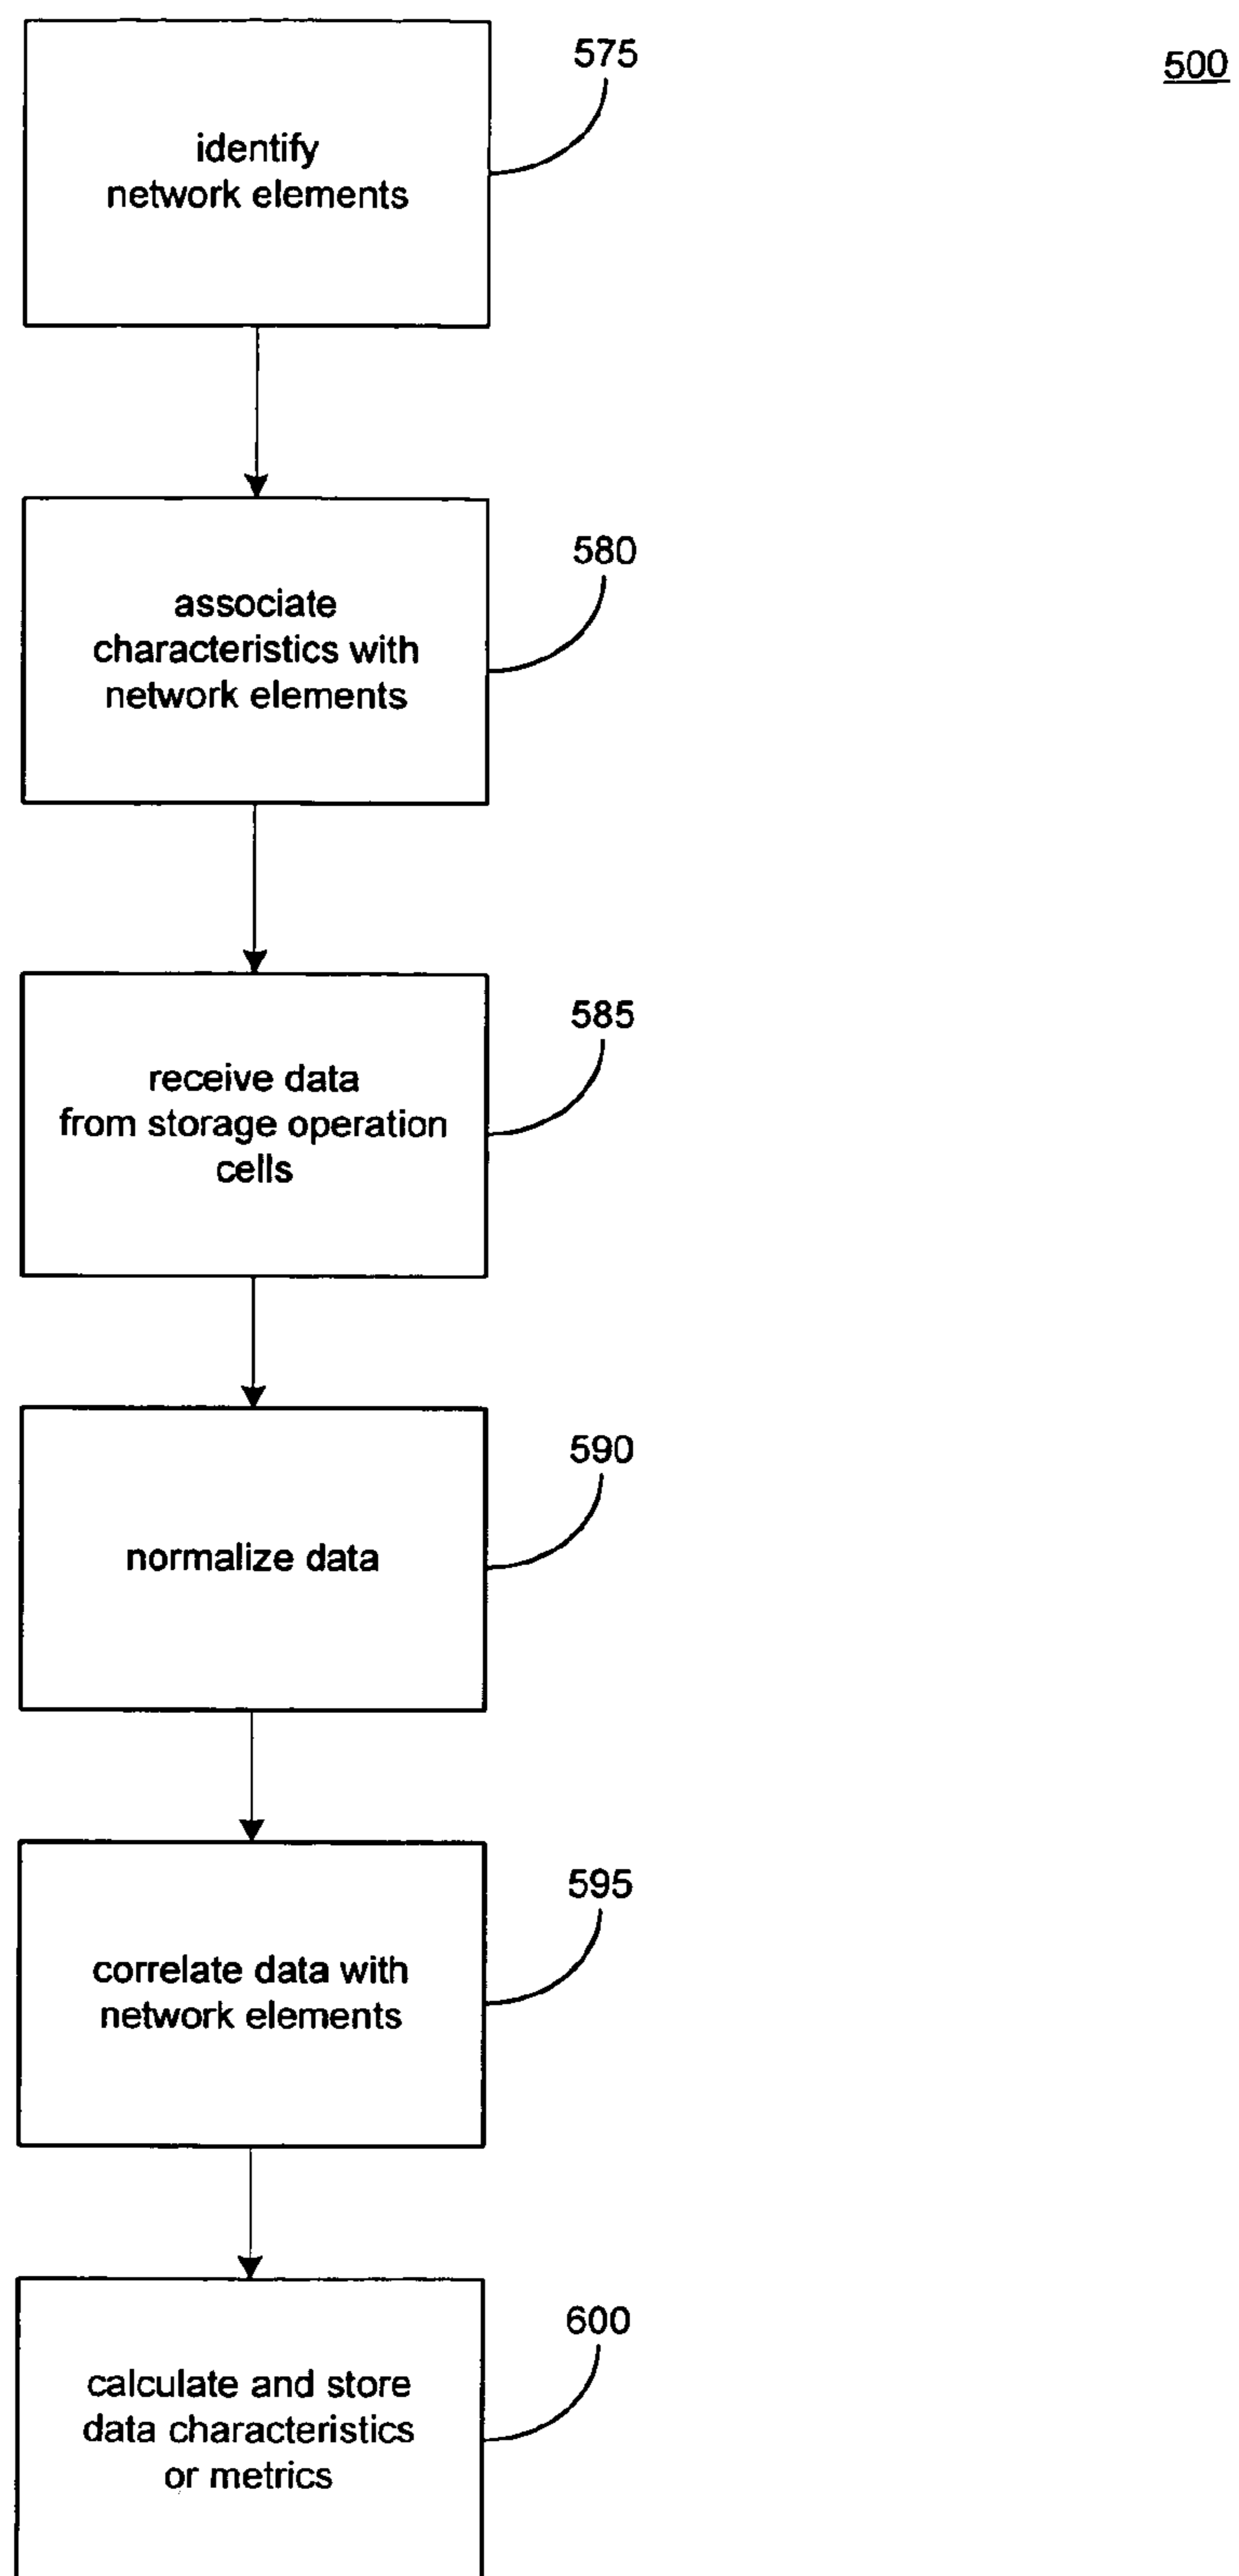 575
500
identify
network elements
580
associate
characteristics with
network elements
585
receive data
from storage operation
cells
590
normalize data
595
correlate data with
network elements
600
calculate and store
data characteristics
or metrics